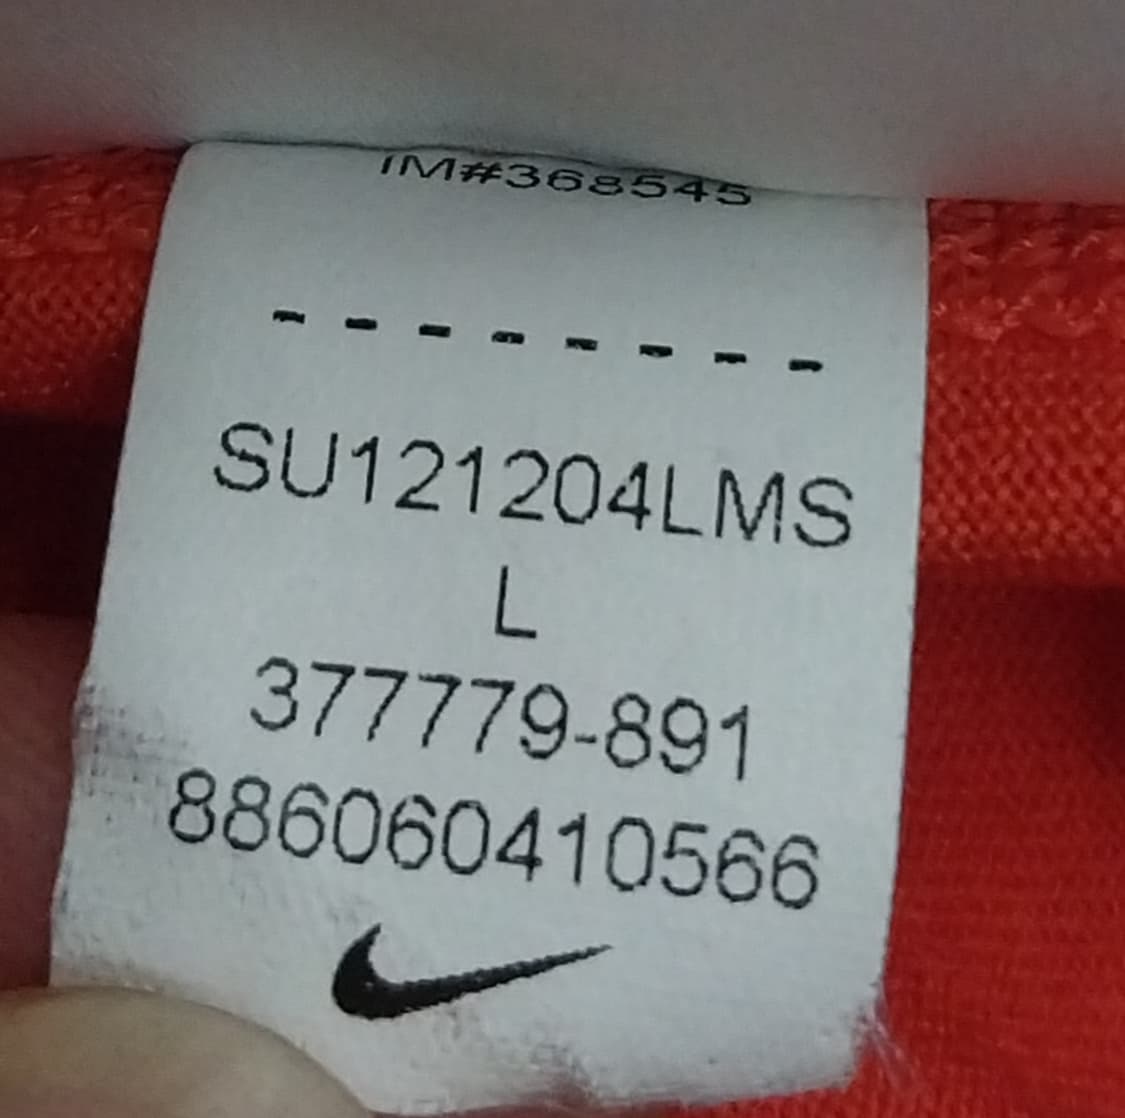 IM#368545
- - - - - - - -
SU121204LMS
L
377779-891
886060410566